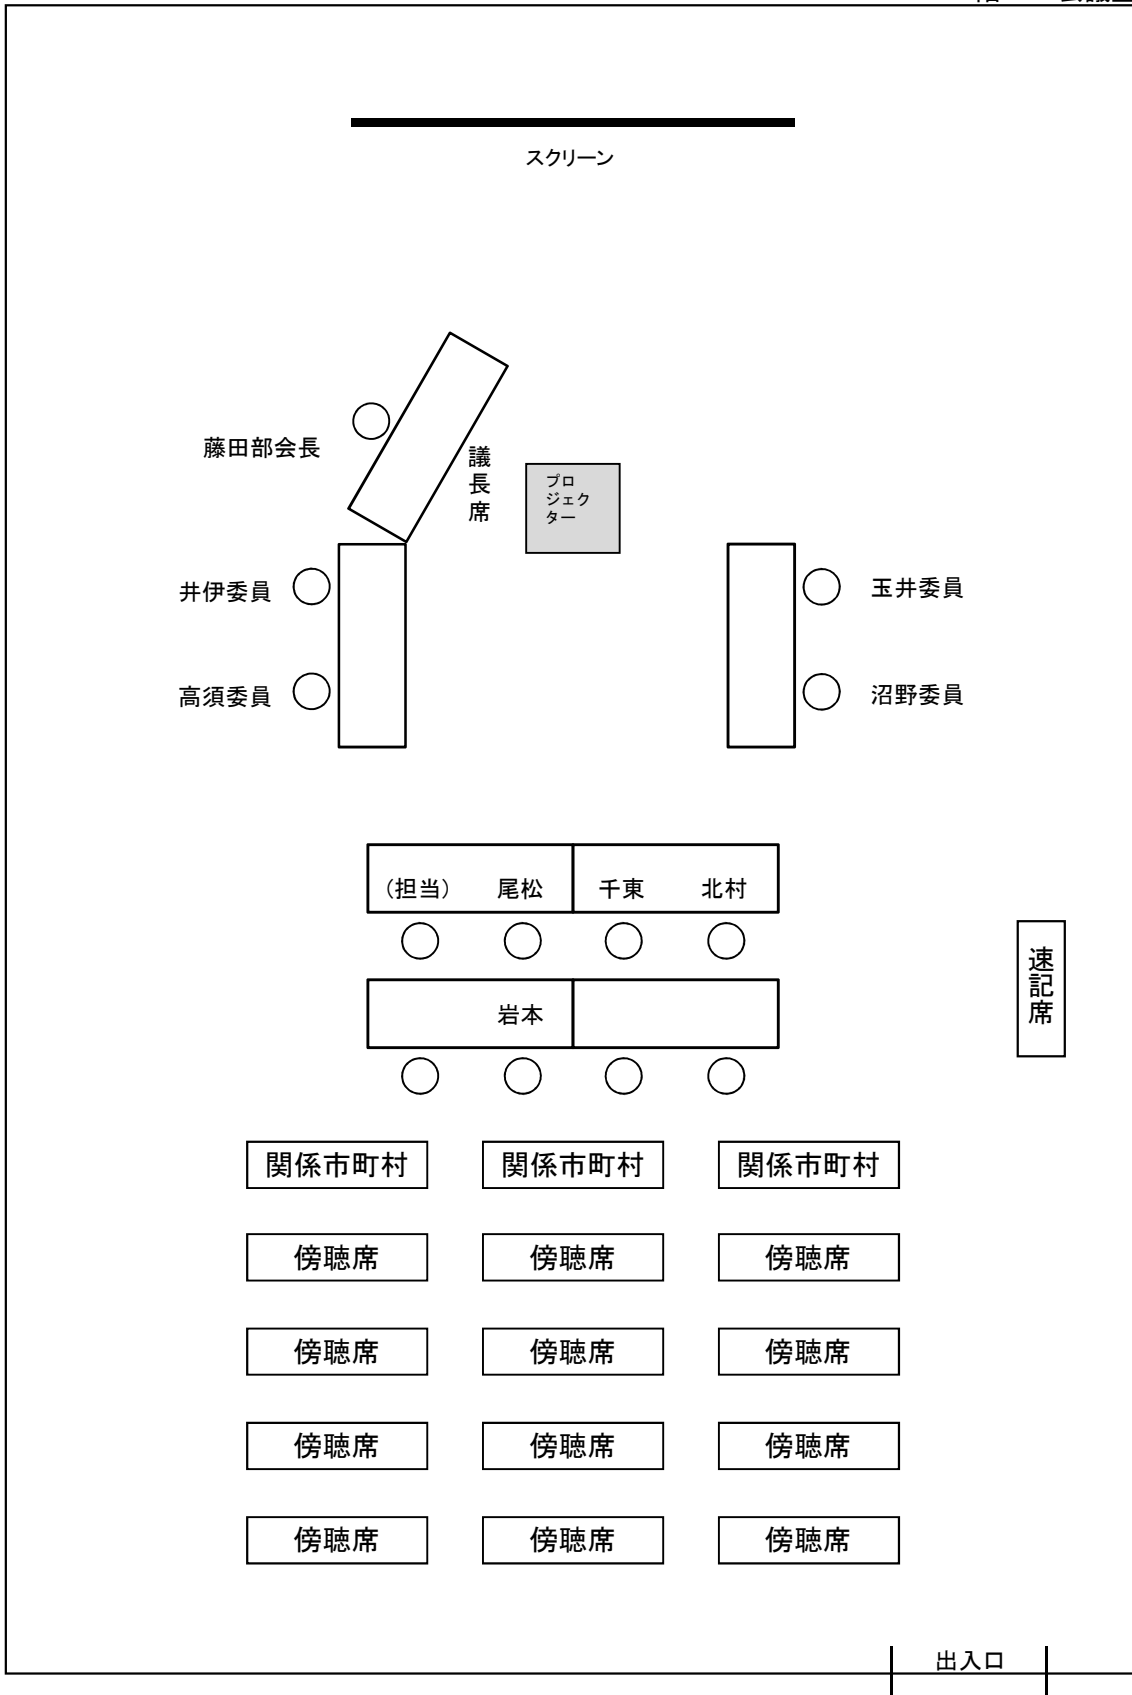 スクリーン
藤田部会長
議長席
プロ
ジェク
ター
井伊委員
玉井委員
高須委員
沼野委員
（担当） 尾松 千東 北村
岩本
速記席
関係市町村 関係市町村 関係市町村
傍聴席 傍聴席 傍聴席
傍聴席 傍聴席 傍聴席
傍聴席 傍聴席 傍聴席
傍聴席 傍聴席 傍聴席
出入口